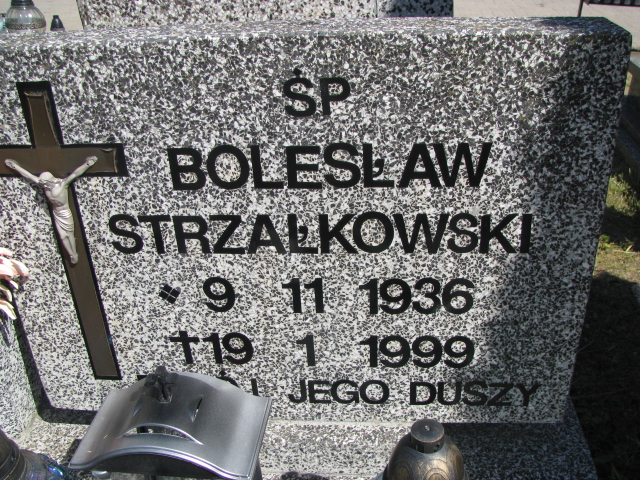 ŚP
BOLESŁAW
STRZAŁKOWSKI
* 9 11 1936
†19 1 1999
JEGO DUSZY